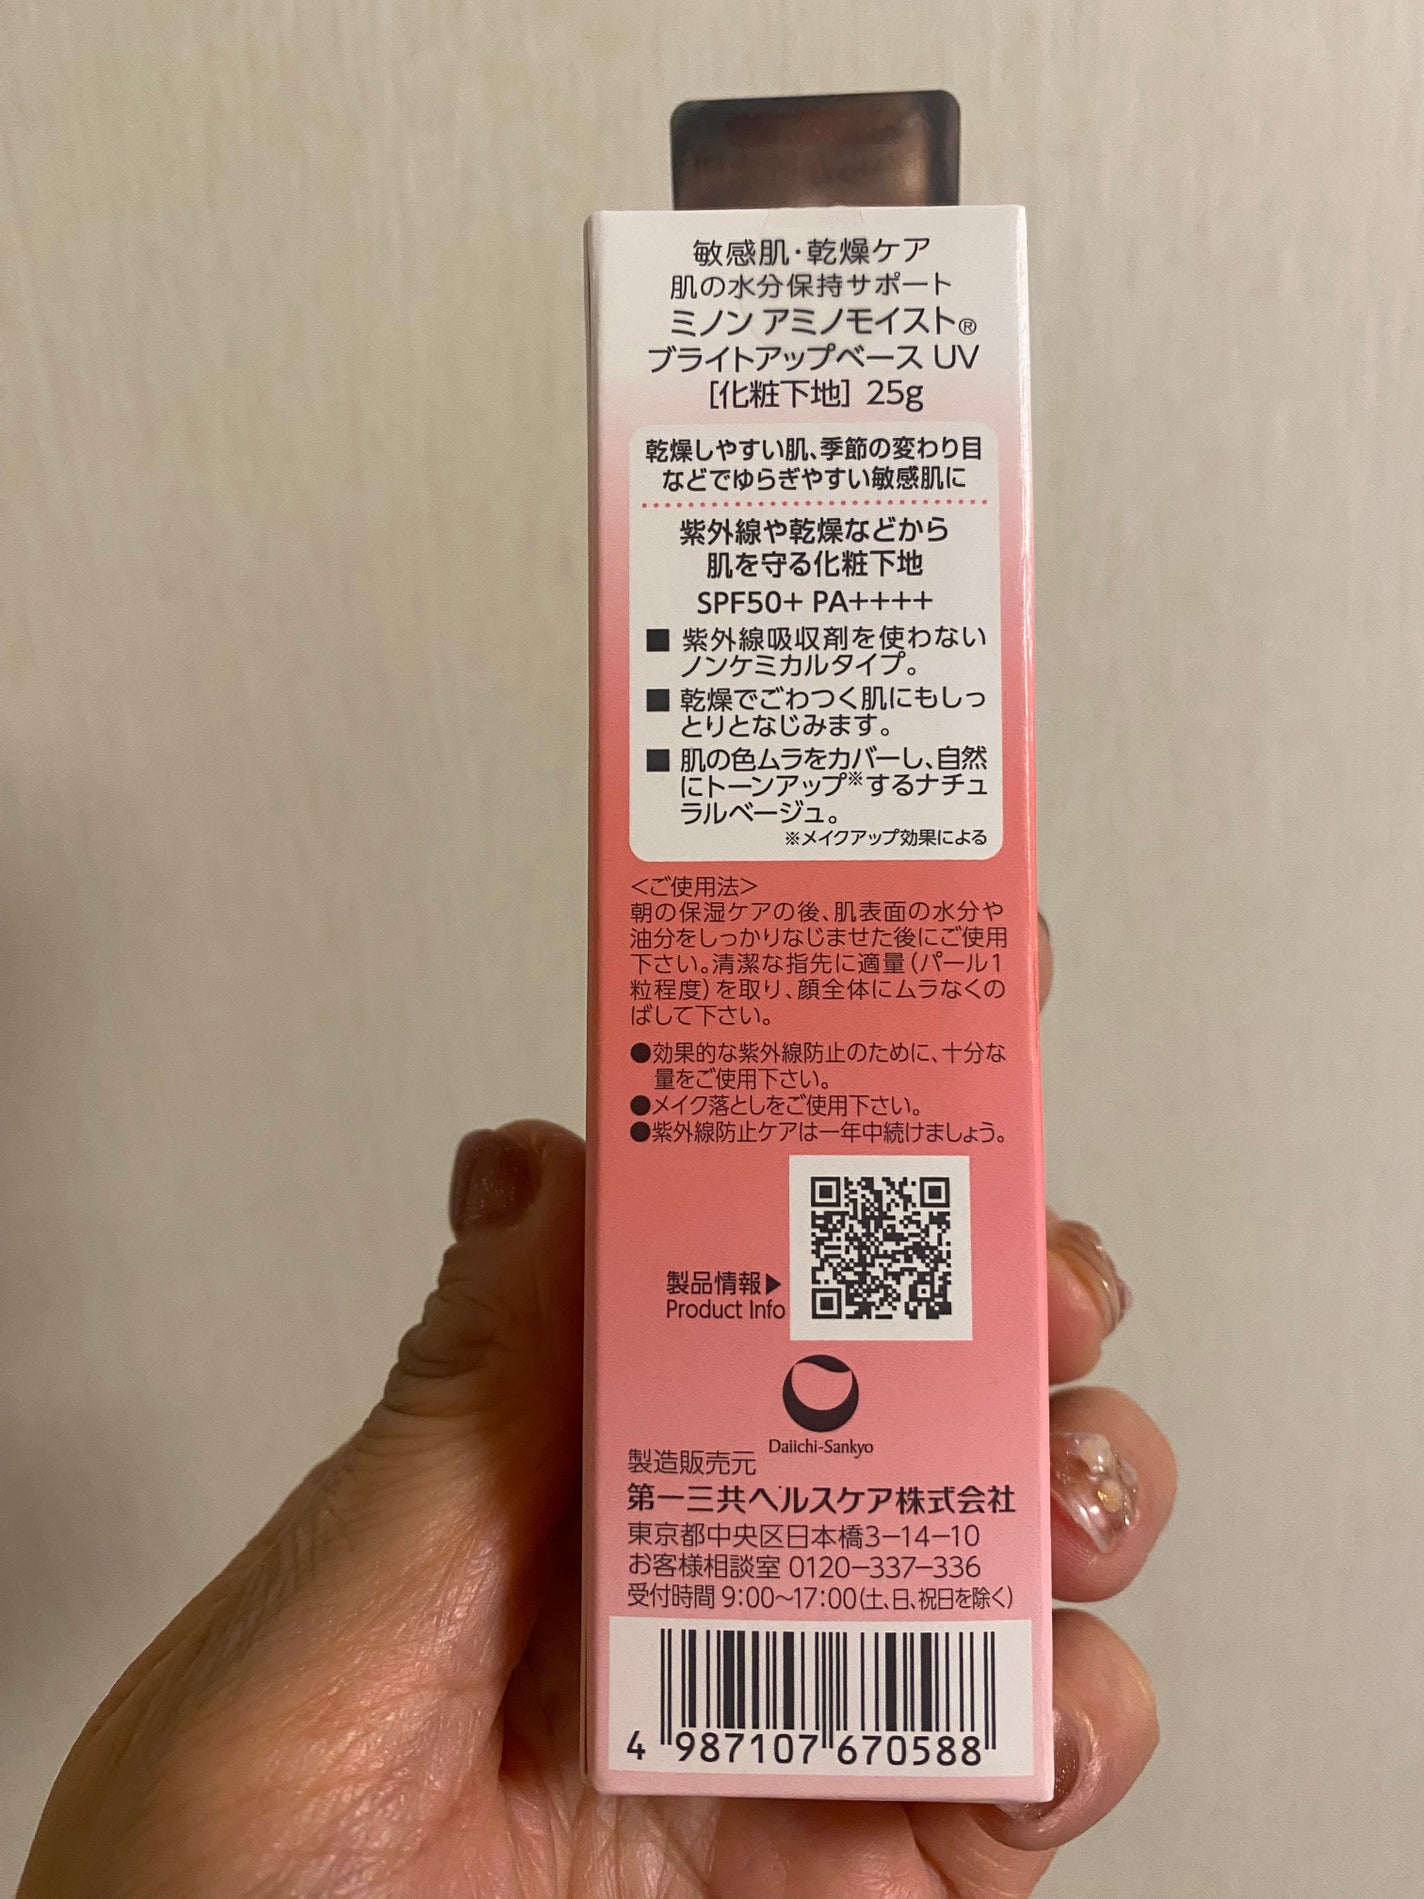 敏感肌・乾燥ケア
肌の水分保持サポート
ミノン アミノモイスト®
ブライトアップベース UV
[化粧下地] 25g
乾燥しやすい肌、季節の変わり目
などでゆらぎやすい敏感肌に
紫外線や乾燥などから
肌を守る化粧下地
SPF50+ PA++++
■ 紫外線吸収剤を使わない
ノンケミカルタイプ。
■ 乾燥でごわつく肌にもしっ
とりとなじみます。
■ 肌の色ムラをカバーし、自然
にトーンアップ※するナチュ
ラルベージュ。
※メイクアップ効果による
＜ご使用法＞
朝の保湿ケアの後、肌表面の水分や
油分をしっかりなじませた後にご使用
下さい。清潔な指先に適量(パール1
粒程度)を取り、顔全体にムラなくの
ばして下さい。
●効果的な紫外線防止のために、十分な
量をご使用下さい。
●メイク落としをご使用下さい。
●紫外線防止ケアは一年中続けましょう。
製品情報▶
Product Info
Daiichi-Sankyo
製造販売元
第一三共ヘルスケア株式会社
東京都中央区日本橋3-14-10
お客様相談室 0120-337-336
受付時間 9:00～17:00(土、日、祝日を除く)
4 987107 670588